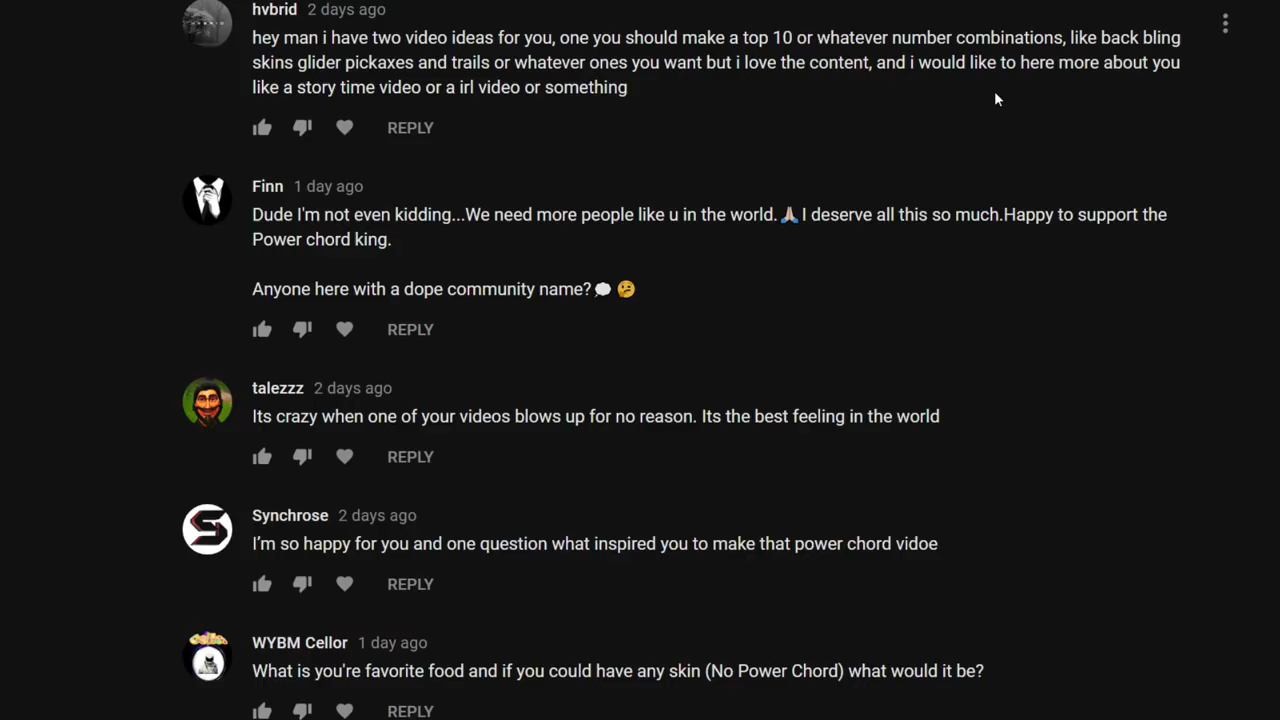 hvbrid 2 days ago
hey man i have two video ideas for you, one you should make a top 10 or whatever number combinations, like back bling
skins glider pickaxes and trails or whatever ones you want but i love the content, and i would like to here more about you
like a story time video or a irl video or something
REPLY
Finn 1 day ago
Dude I'm not even kidding...We need more people like u in the world.🙏🏼I deserve all this so much.Happy to support the
Power chord king.
Anyone here with a dope community name?💭🤔
REPLY
talezzz 2 days ago
Its crazy when one of your videos blows up for no reason. Its the best feeling in the world
REPLY
Synchrose 2 days ago
I’m so happy for you and one question what inspired you to make that power chord vidoe
REPLY
WYBM Cellor 1 day ago
What is you're favorite food and if you could have any skin (No Power Chord) what would it be?
REPLY